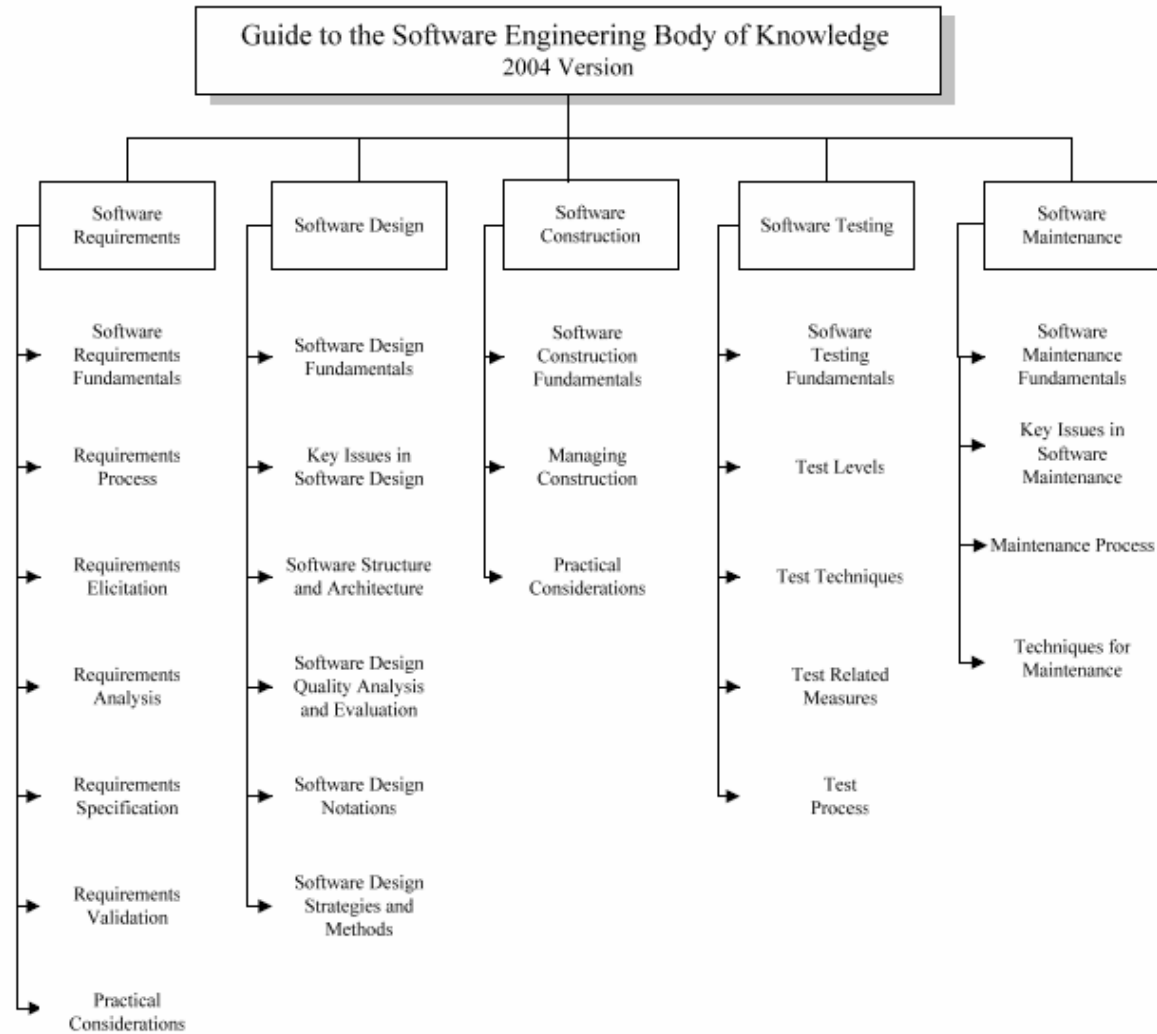 Guide to the Software Engineering Body of Knowledge
2004 Version
Software
Requirements
Software Design
Software
Construction
Software Testing
Software
Maintenance
Software
Requirements
Fundamentals
Requirements
Process
Requirements
Elicitation
Requirements
Analysis
Requirements
Specification
Requirements
Validation
Practical
Considerations
Software Design
Fundamentals
Key Issues in
Software Design
Software Structure
and Architecture
Software Design
Quality Analysis
and Evaluation
Software Design
Notations
Software Design
Strategies and
Methods
Software
Construction
Fundamentals
Managing
Construction
Practical
Considerations
Sofware
Testing
Fundamentals
Test Levels
Test Techniques
Test Related
Measures
Test
Process
Software
Maintenance
Fundamentals
Key Issues in
Software
Maintenance
Maintenance Process
Techniques for
Maintenance